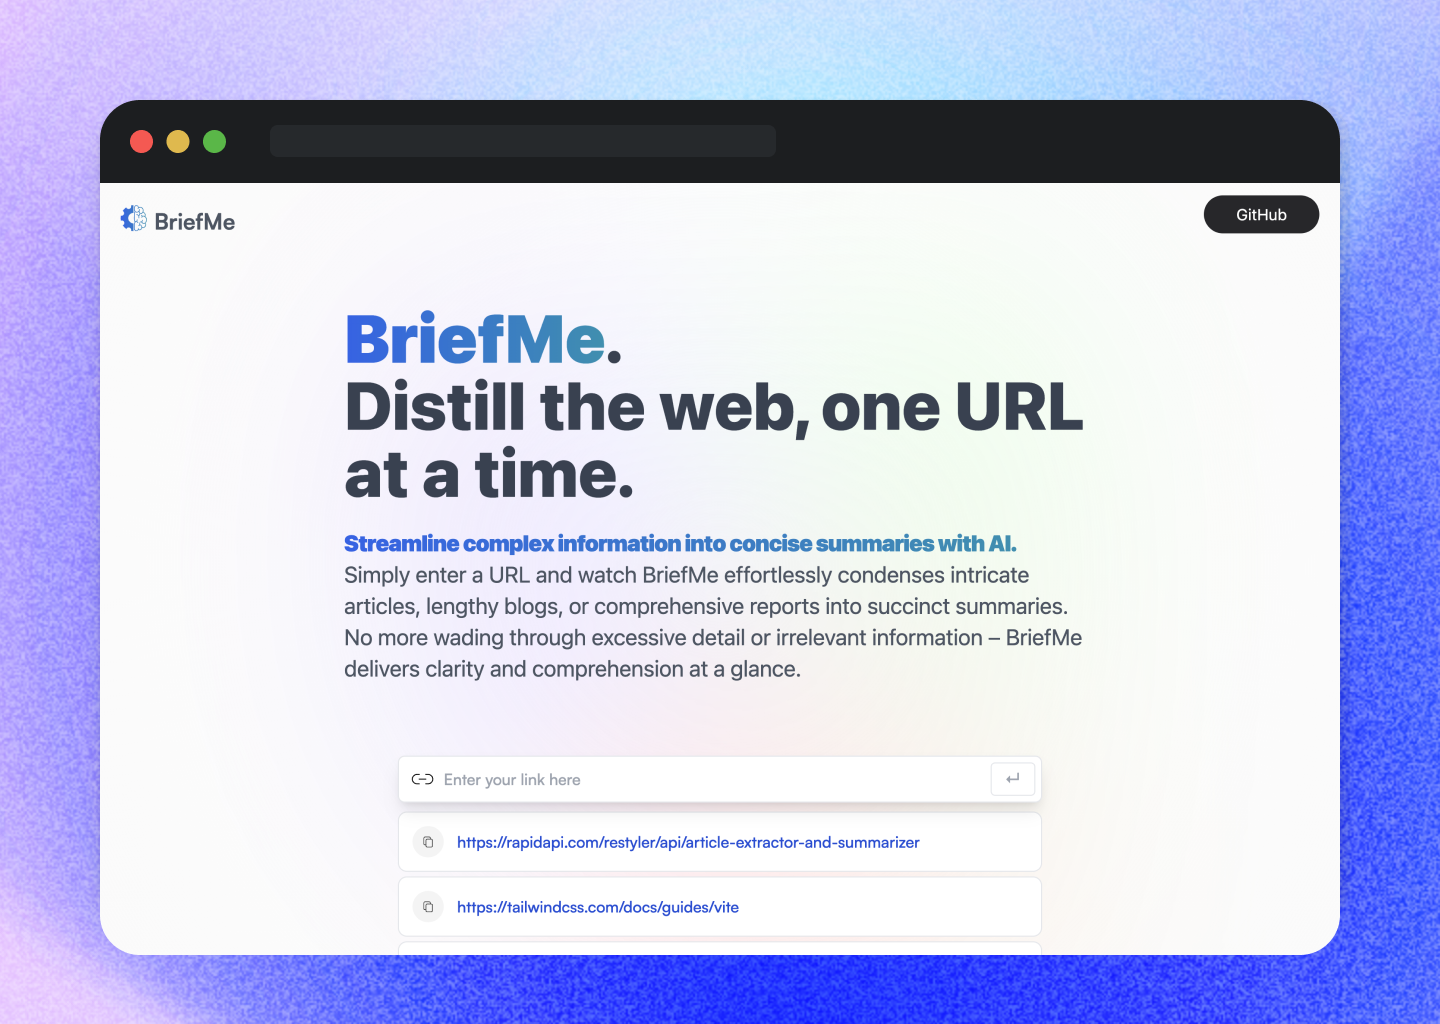 BriefMe
GitHub
BriefMe.
Distill the web, one URL
at a time.
Streamline complex information into concise summaries with AI.
Simply enter a URL and watch BriefMe effortlessly condenses intricate
articles, lengthy blogs, or comprehensive reports into succinct summaries.
No more wading through excessive detail or irrelevant information – BriefMe
delivers clarity and comprehension at a glance.
Enter your link here
https://rapidapi.com/restyler/api/article-extractor-and-summarizer
https://tailwindcss.com/docs/guides/vite